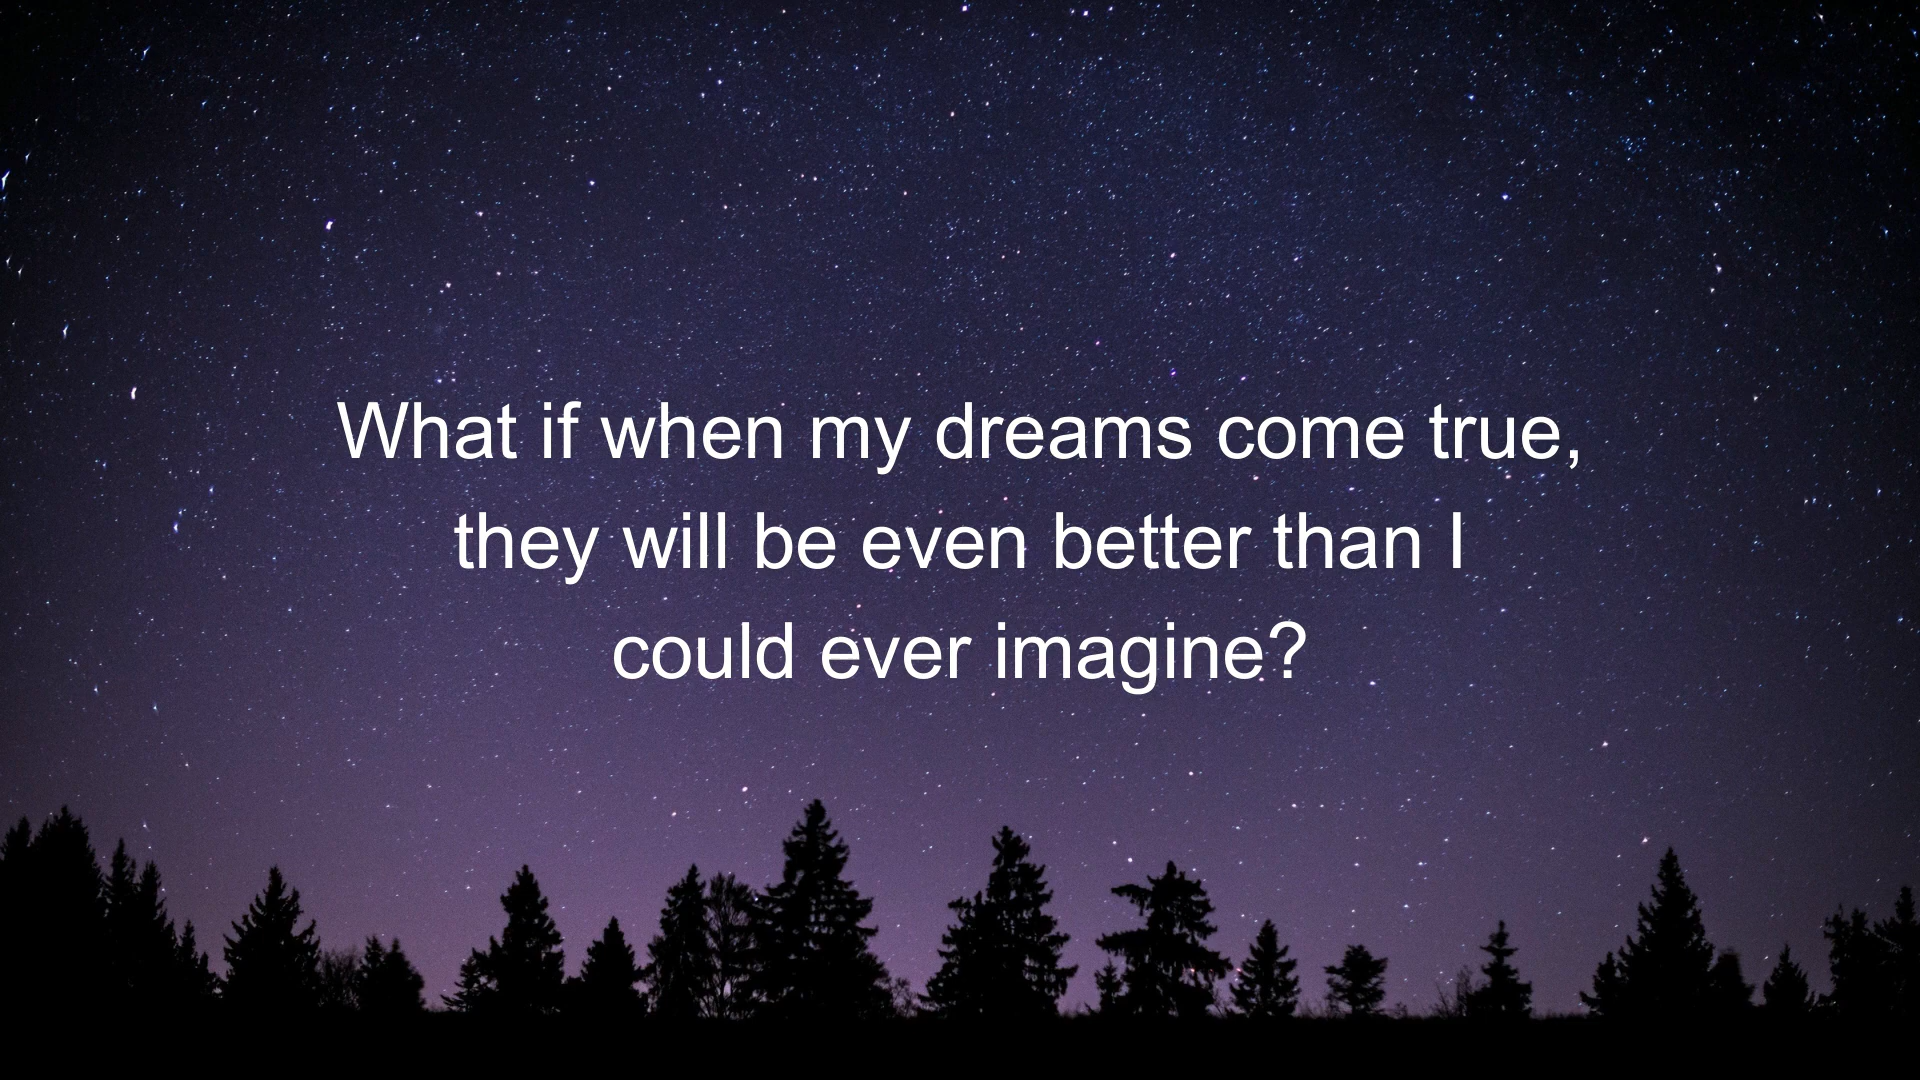 What if when my dreams come true,
they will be even better than I
could ever imagine?